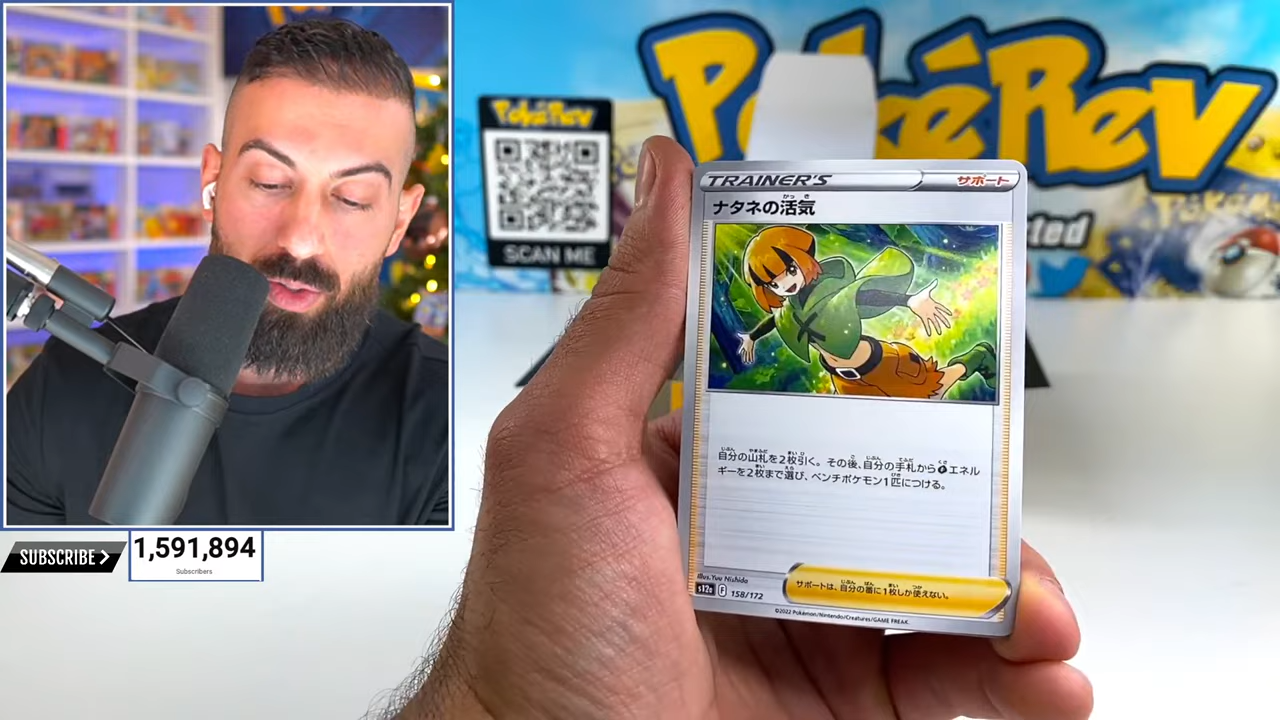 PokéRev
SCAN ME
PokéRev
TRAINER'S
サポート
ナタネの活気
自分の山札を2枚引く。その後、自分の手札からエネル
ギーを2枚まで選び、ベンチポケモン1匹につける。
Illus. Yuu Nishida
s12a F 158/172
サポートは、自分の番に1枚しか使えない。
©2022 Pokémon/Nintendo/Creatures/GAME FREAK
SUBSCRIBE
1,591,894
Subscribers